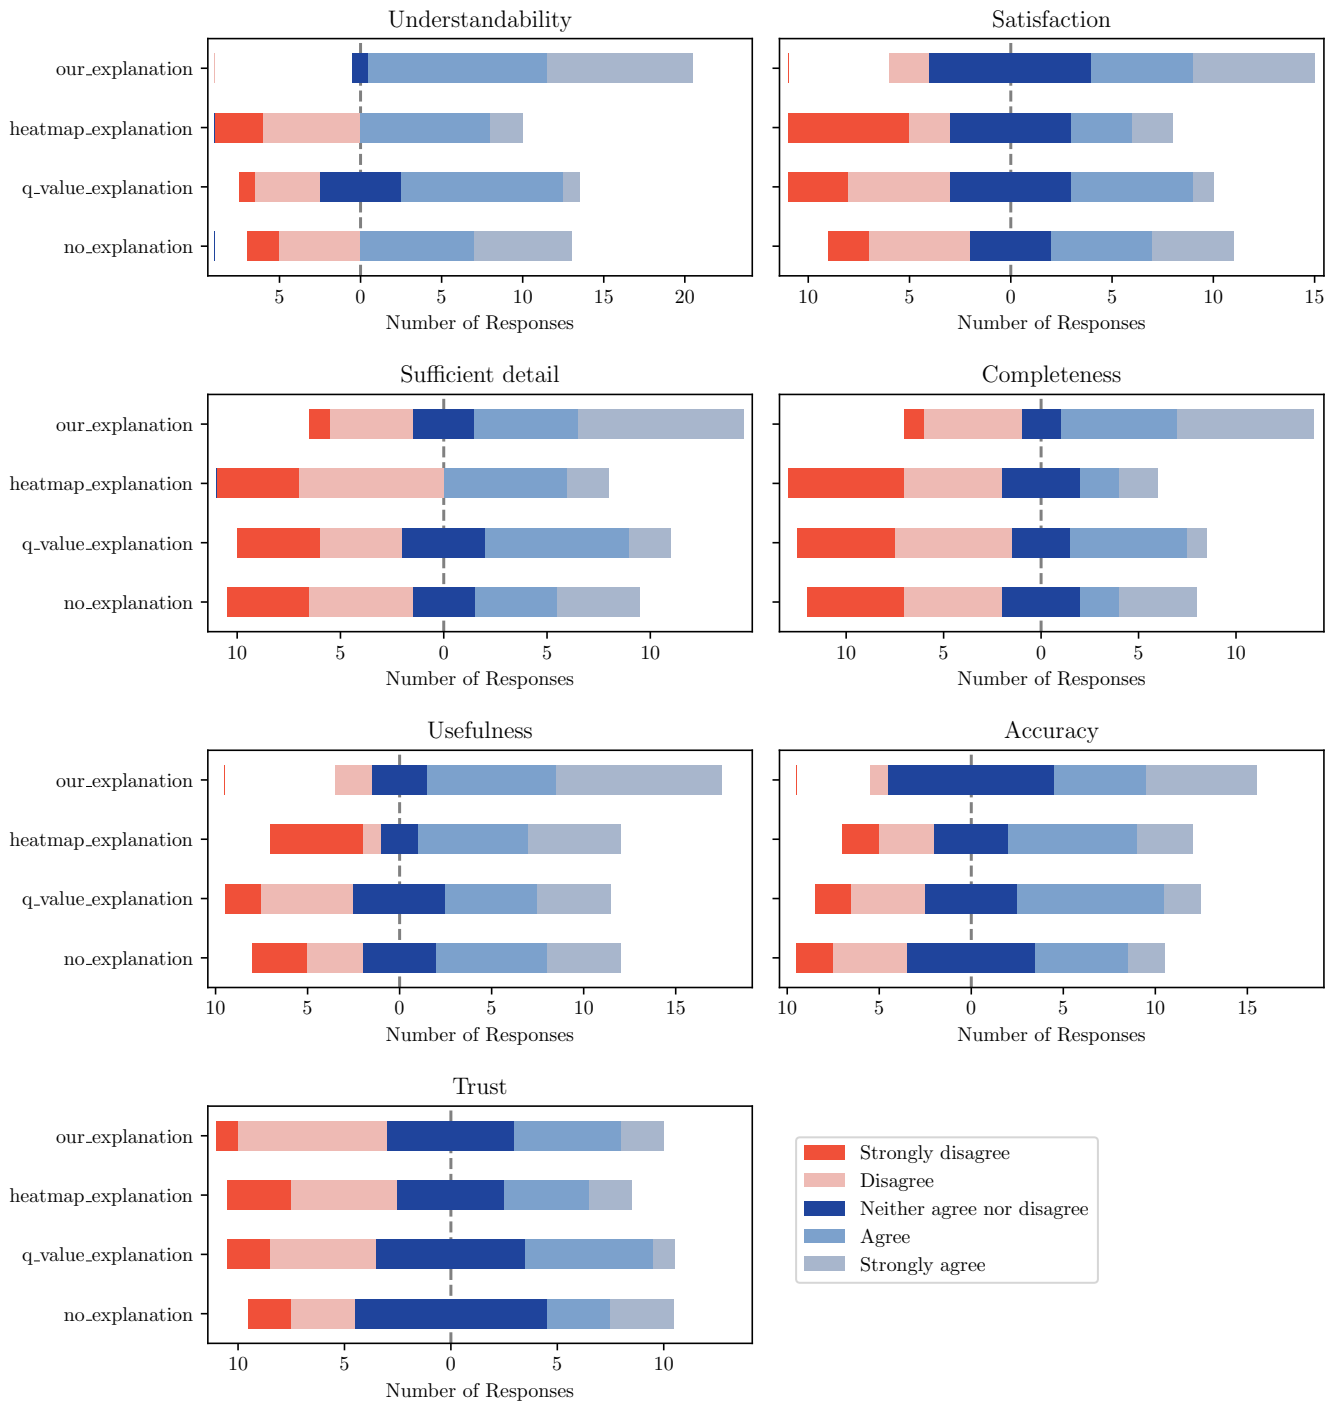 Understandability
our_explanation
heatmap_explanation
q_value_explanation
no_explanation
5 0 5 10 15 20
Number of Responses
Satisfaction
10 5 0 5 10 15
Number of Responses
Sufficient detail
our_explanation
heatmap_explanation
q_value_explanation
no_explanation
10 5 0 5 10
Number of Responses
Completeness
10 5 0 5 10
Number of Responses
Usefulness
our_explanation
heatmap_explanation
q_value_explanation
no_explanation
10 5 0 5 10 15
Number of Responses
Accuracy
10 5 0 5 10 15
Number of Responses
Trust
our_explanation
heatmap_explanation
q_value_explanation
no_explanation
10 5 0 5 10
Number of Responses
Strongly disagree
Disagree
Neither agree nor disagree
Agree
Strongly agree